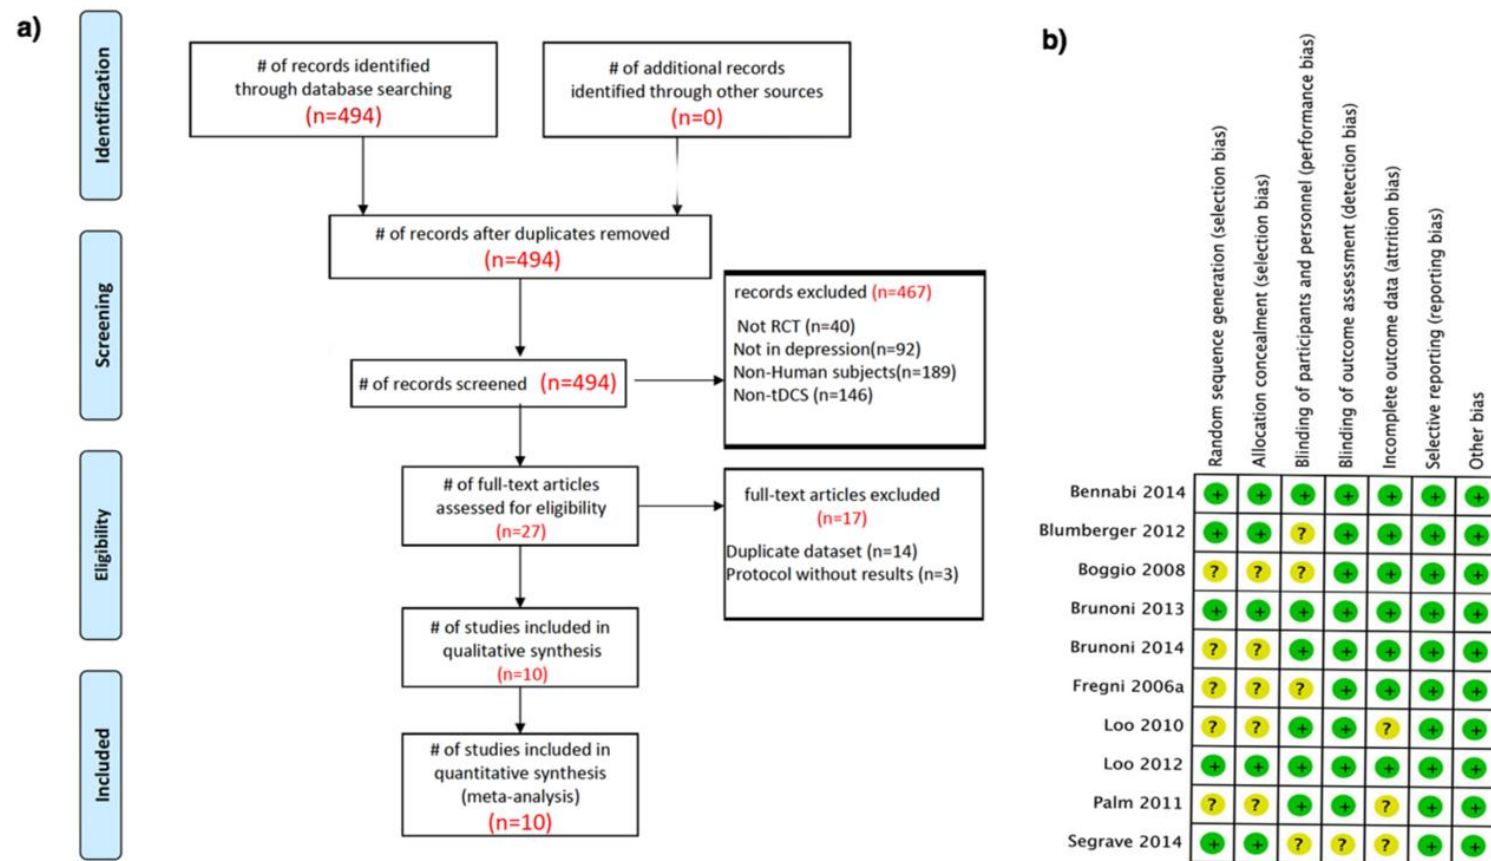 a)
Identification
# of records identified
through database searching
(n=494)
# of additional records
identified through other sources
(n=0)
Screening
# of records after duplicates removed
(n=494)
records excluded (n=467)
Not RCT (n=40)
Not in depression(n=92)
Non-Human subjects(n=189)
Non-tDCS (n=146)
# of records screened (n=494)
Eligibility
# of full-text articles
assessed for eligibility
(n=27)
full-text articles excluded
(n=17)
Duplicate dataset (n=14)
Protocol without results (n=3)
# of studies included in
qualitative synthesis
(n=10)
Included
# of studies included in
quantitative synthesis
(meta-analysis)
(n=10)
b)
Random sequence generation (selection bias)
Allocation concealment (selection bias)
Blinding of participants and personnel (performance bias)
Blinding of outcome assessment (detection bias)
Incomplete outcome data (attrition bias)
Selective reporting (reporting bias)
Other bias
Bennabi 2014 + + + + + + +
Blumberger 2012 + + ? + + + +
Boggio 2008 ? ? ? + + + +
Brunoni 2013 + + + + + + +
Brunoni 2014 ? ? + + + + +
Fregni 2006a ? ? ? + + + +
Loo 2010 ? ? + + ? + +
Loo 2012 + + + + + + +
Palm 2011 ? ? + + ? + +
Segrave 2014 + + ? ? ? + +